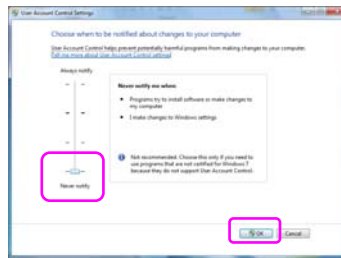 User Account Control Settings
Choose when to be notified about changes to your computer
User Account Control helps prevent potentially harmful programs from making changes to your computer.
Tell me more about User Account Control settings
Always notify
Never notify me when:
• Programs try to install software or make changes to
my computer
• I make changes to Windows settings
Not recommended. Choose this only if you need to
use programs that are not certified for Windows 7
because they do not support User Account Control.
Never notify
OK
Cancel